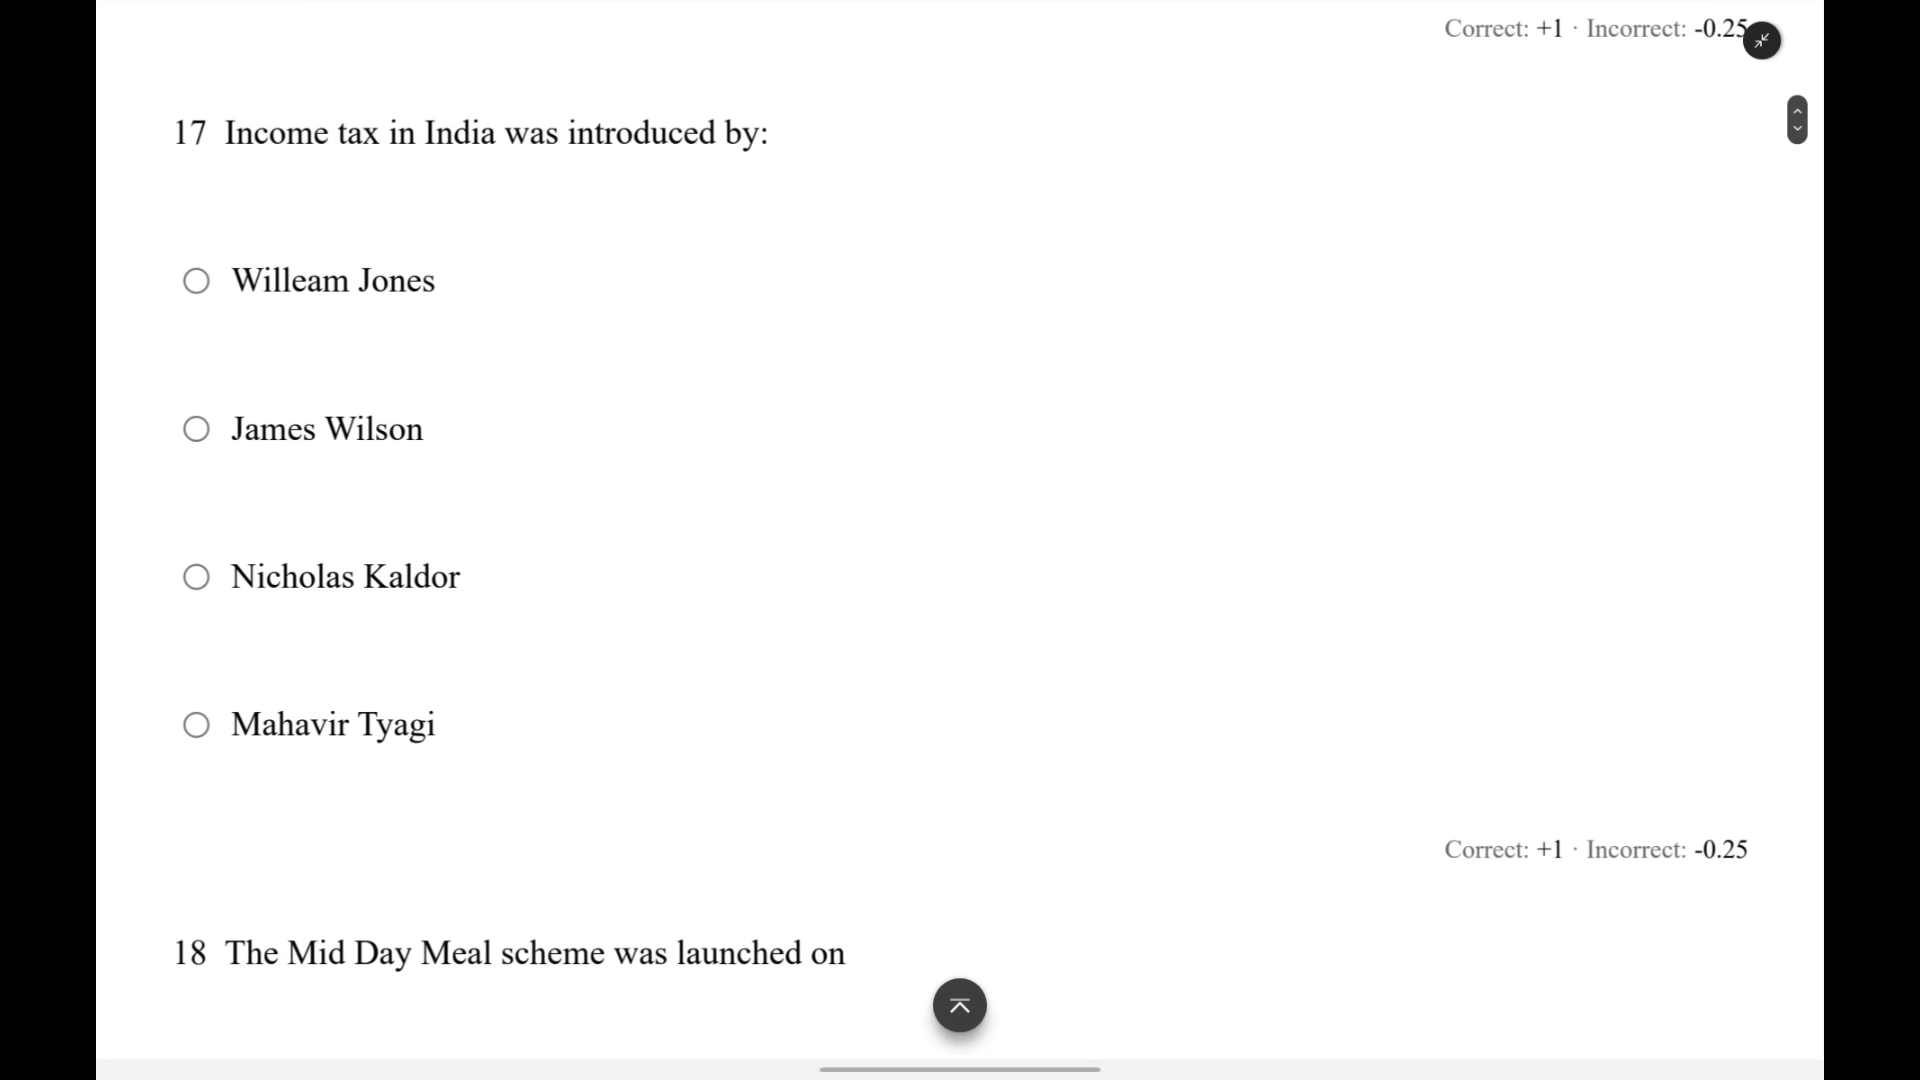 Correct: +1 · Incorrect: -0.25
17 Income tax in India was introduced by:
Willeam Jones
James Wilson
Nicholas Kaldor
Mahavir Tyagi
Correct: +1 · Incorrect: -0.25
18 The Mid Day Meal scheme was launched on